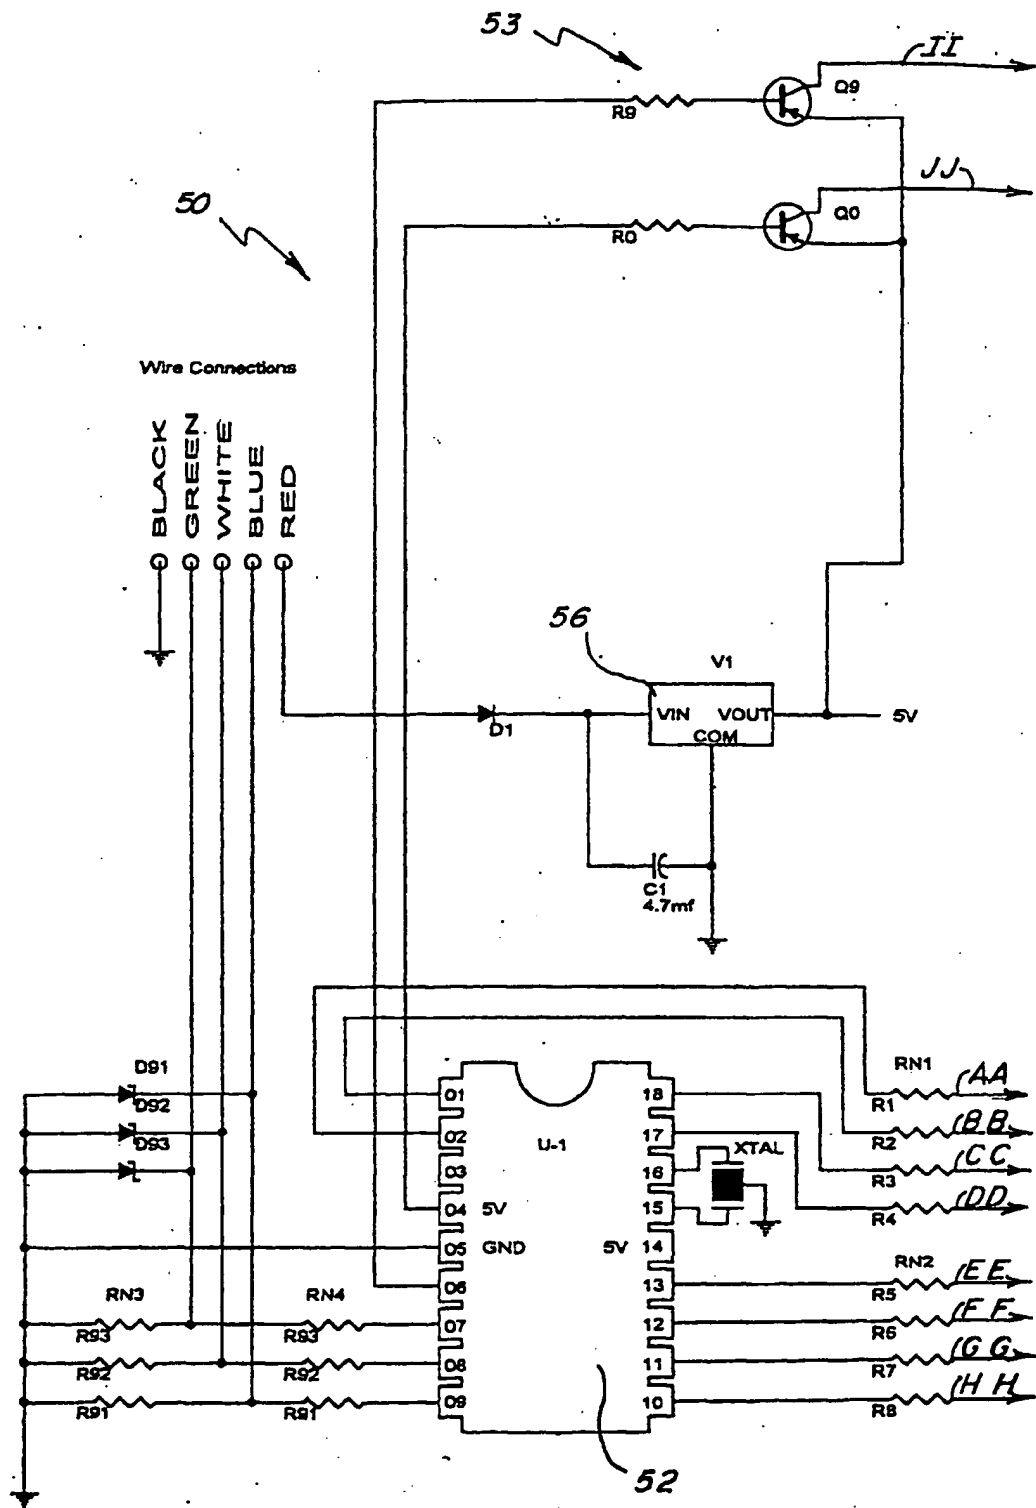 53
II
Q9
R9
JJ
Q0
R0
50
Wire Connections
BLACK
GREEN
WHITE
BLUE
RED
56
V1
VIN VOUT
COM
5V
D1
C1
4.7mf
D91
D92
D93
RN1
AA
R1
BB
R2
CC
R3
DD
R4
01
02
03
04 5V
05 GND
06
07
08
09
U-1
18
17
16
15
5V 14
13
12
11
10
XTAL
RN2
EE
R5
FF
R6
GG
R7
HH
R8
RN3
RN4
R93
R93
R92
R92
R91
R91
52